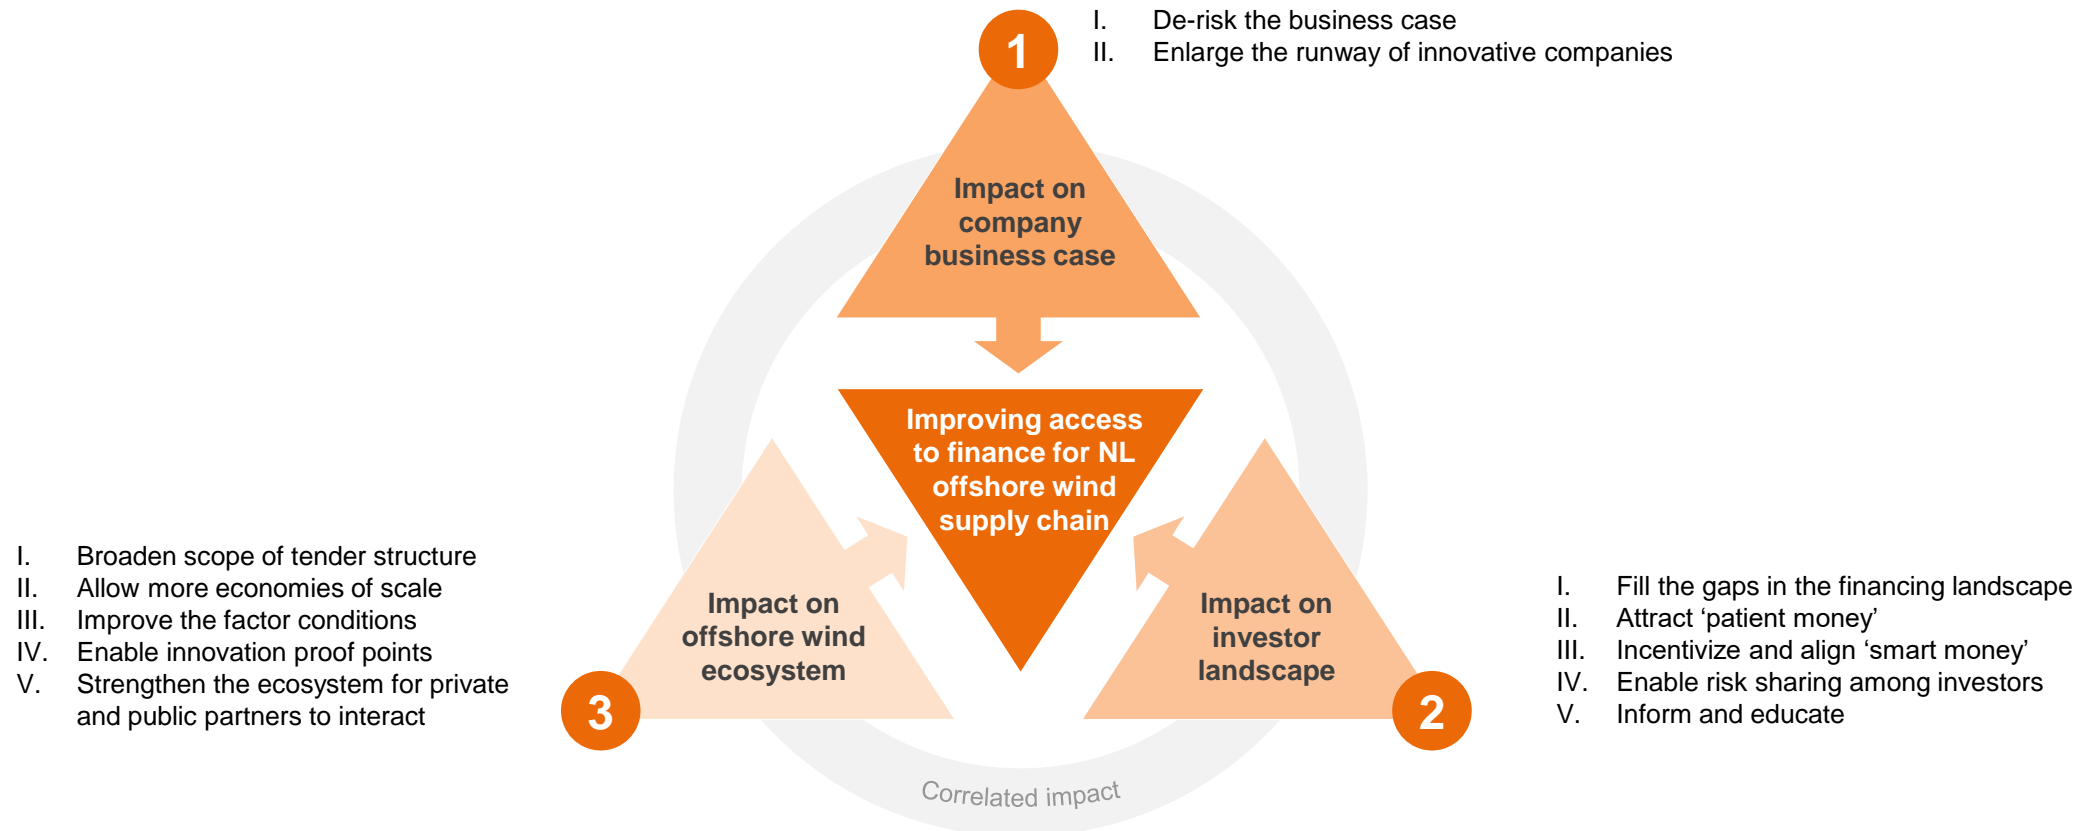 1
I. De-risk the business case
II. Enlarge the runway of innovative companies
Impact on
company
business case
Improving access
to finance for NL
offshore wind
supply chain
Impact on
investor
landscape
2
I. Fill the gaps in the financing landscape
II. Attract ‘patient money’
III. Incentivize and align ‘smart money’
IV. Enable risk sharing among investors
V. Inform and educate
Impact on
offshore wind
ecosystem
3
I. Broaden scope of tender structure
II. Allow more economies of scale
III. Improve the factor conditions
IV. Enable innovation proof points
V. Strengthen the ecosystem for private
and public partners to interact
Correlated impact